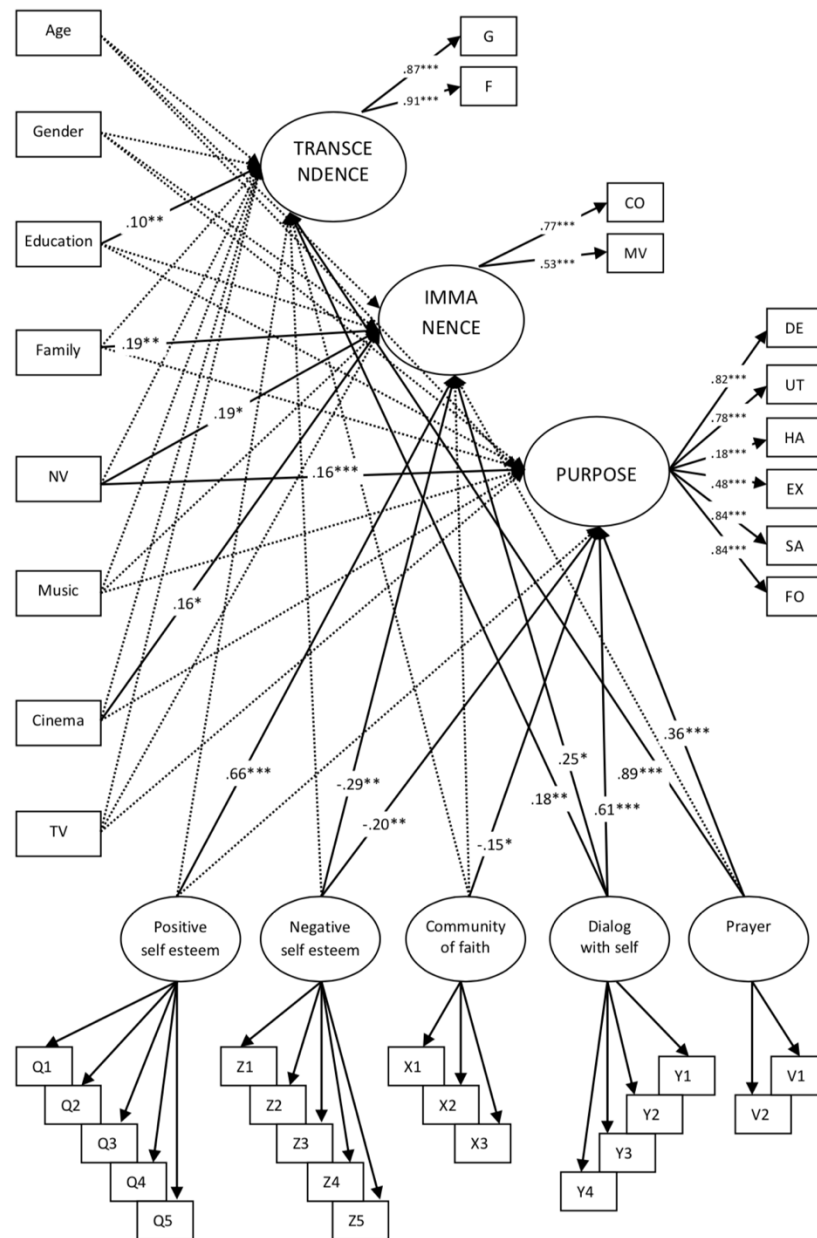 Age
G
.87***
F
.91***
Gender
TRANSCE
NDENCE
CO
.77***
MV
.53***
Education
.10**
IMMA
NENCE
DE
.82***
Family
.19**
UT
.78***
.19*
HA
.18***
NV
.16***
PURPOSE
EX
.48***
SA
.84***
FO
.84***
Music
.16*
Cinema
TV
.66***
-.29**
-.20**
-.15*
.18**
.25*
.61***
.89***
.36***
Positive
self esteem
Negative
self esteem
Community
of faith
Dialog
with self
Prayer
Q1
Q2
Q3
Q4
Q5
Z1
Z2
Z3
Z4
Z5
X1
X2
X3
Y1
Y2
Y3
Y4
V1
V2